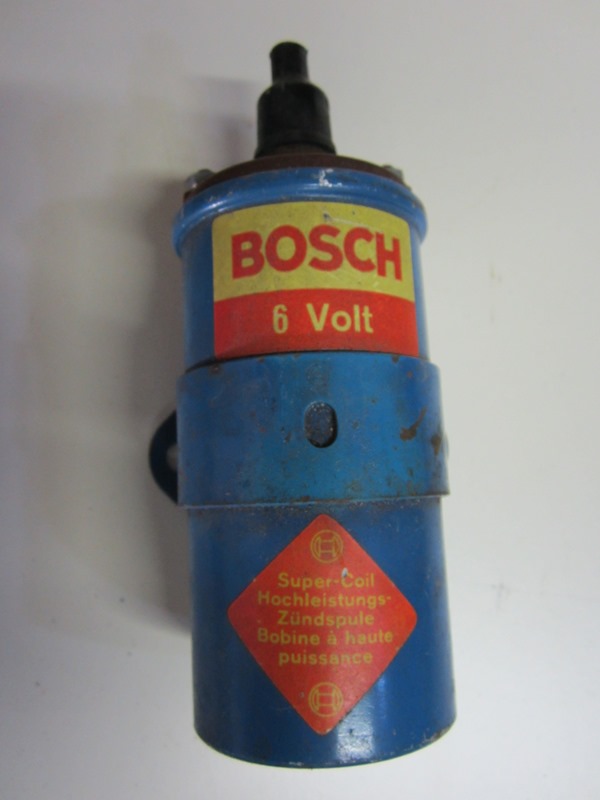 BOSCH
6 Volt
Super-Coil
Hochleistungs-
Zündspule
Bobine à haute
puissance